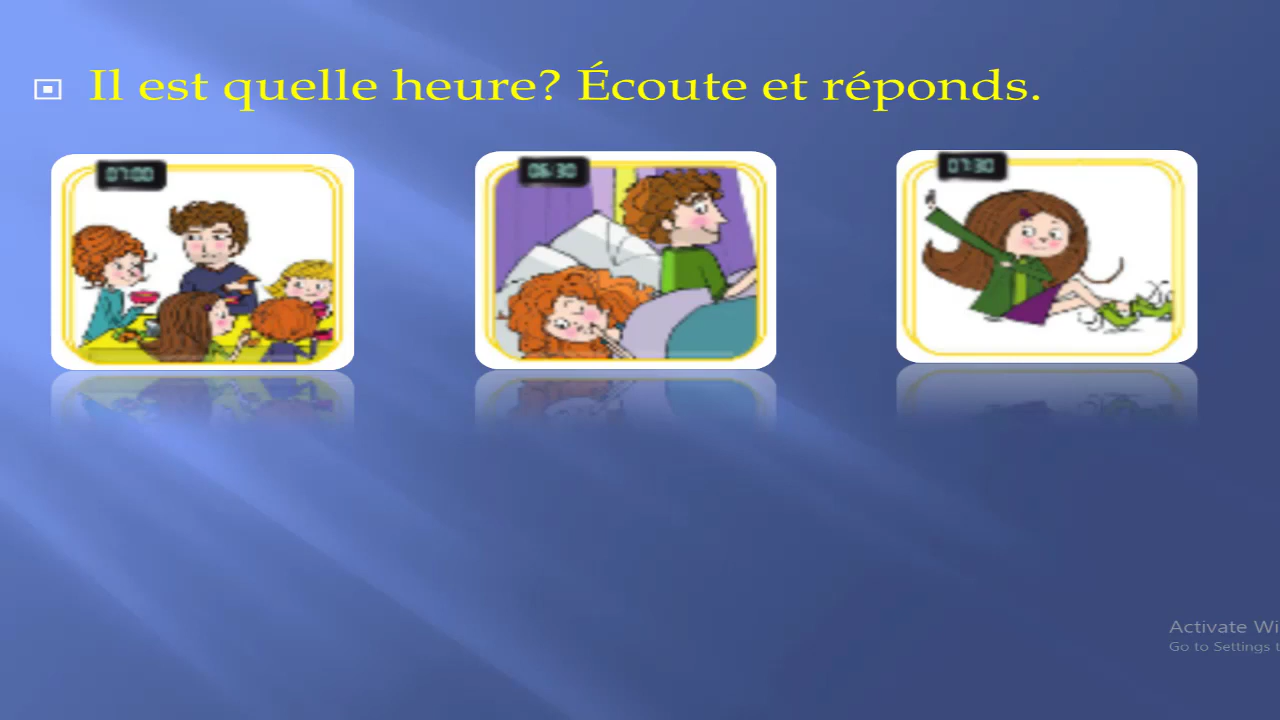 Il est quelle heure? Écoute et réponds.
07:00
06:30
07:30
Activate Wi
Go to Settings t